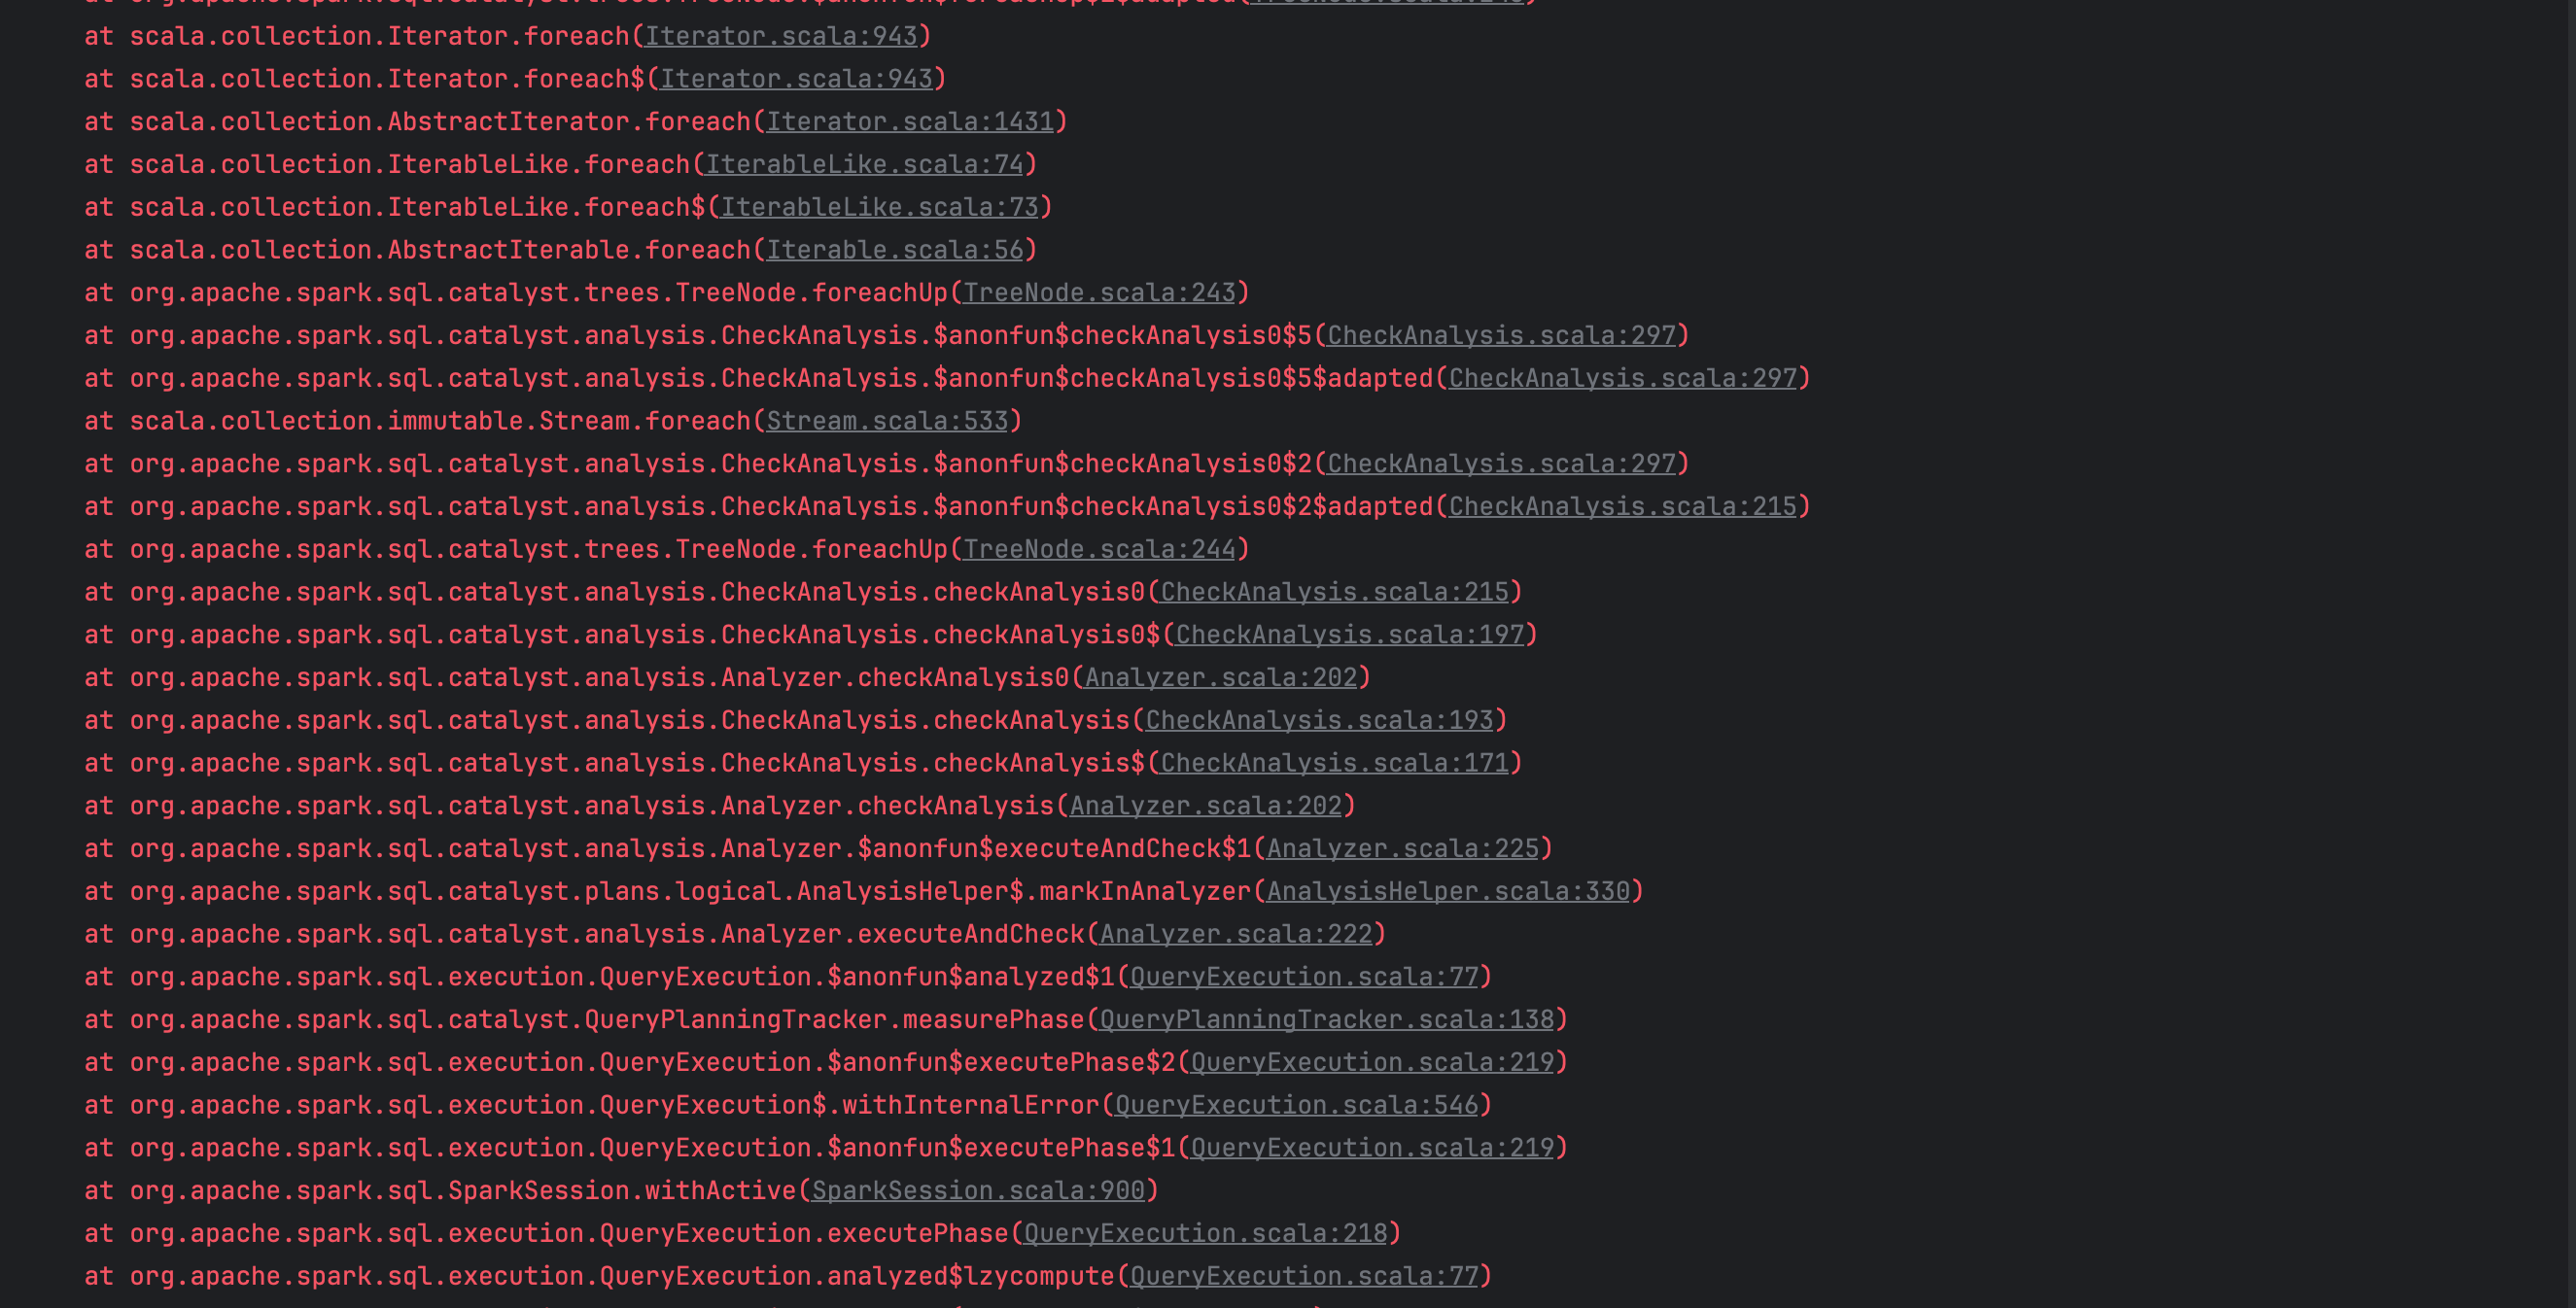 at scala.collection.Iterator.foreach(Iterator.scala:943)
at scala.collection.Iterator.foreach$(Iterator.scala:943)
at scala.collection.AbstractIterator.foreach(Iterator.scala:1431)
at scala.collection.IterableLike.foreach(IterableLike.scala:74)
at scala.collection.IterableLike.foreach$(IterableLike.scala:73)
at scala.collection.AbstractIterable.foreach(Iterable.scala:56)
at org.apache.spark.sql.catalyst.trees.TreeNode.foreachUp(TreeNode.scala:243)
at org.apache.spark.sql.catalyst.analysis.CheckAnalysis.$anonfun$checkAnalysis0$5(CheckAnalysis.scala:297)
at org.apache.spark.sql.catalyst.analysis.CheckAnalysis.$anonfun$checkAnalysis0$5$adapted(CheckAnalysis.scala:297)
at scala.collection.immutable.Stream.foreach(Stream.scala:533)
at org.apache.spark.sql.catalyst.analysis.CheckAnalysis.$anonfun$checkAnalysis0$2(CheckAnalysis.scala:297)
at org.apache.spark.sql.catalyst.analysis.CheckAnalysis.$anonfun$checkAnalysis0$2$adapted(CheckAnalysis.scala:215)
at org.apache.spark.sql.catalyst.trees.TreeNode.foreachUp(TreeNode.scala:244)
at org.apache.spark.sql.catalyst.analysis.CheckAnalysis.checkAnalysis0(CheckAnalysis.scala:215)
at org.apache.spark.sql.catalyst.analysis.CheckAnalysis.checkAnalysis0$(CheckAnalysis.scala:197)
at org.apache.spark.sql.catalyst.analysis.Analyzer.checkAnalysis0(Analyzer.scala:202)
at org.apache.spark.sql.catalyst.analysis.CheckAnalysis.checkAnalysis(CheckAnalysis.scala:193)
at org.apache.spark.sql.catalyst.analysis.CheckAnalysis.checkAnalysis$(CheckAnalysis.scala:171)
at org.apache.spark.sql.catalyst.analysis.Analyzer.checkAnalysis(Analyzer.scala:202)
at org.apache.spark.sql.catalyst.analysis.Analyzer.$anonfun$executeAndCheck$1(Analyzer.scala:225)
at org.apache.spark.sql.catalyst.plans.logical.AnalysisHelper$.markInAnalyzer(AnalysisHelper.scala:330)
at org.apache.spark.sql.catalyst.analysis.Analyzer.executeAndCheck(Analyzer.scala:222)
at org.apache.spark.sql.execution.QueryExecution.$anonfun$analyzed$1(QueryExecution.scala:77)
at org.apache.spark.sql.catalyst.QueryPlanningTracker.measurePhase(QueryPlanningTracker.scala:138)
at org.apache.spark.sql.execution.QueryExecution.$anonfun$executePhase$2(QueryExecution.scala:219)
at org.apache.spark.sql.execution.QueryExecution$.withInternalError(QueryExecution.scala:546)
at org.apache.spark.sql.execution.QueryExecution.$anonfun$executePhase$1(QueryExecution.scala:219)
at org.apache.spark.sql.SparkSession.withActive(SparkSession.scala:900)
at org.apache.spark.sql.execution.QueryExecution.executePhase(QueryExecution.scala:218)
at org.apache.spark.sql.execution.QueryExecution.analyzed$lzycompute(QueryExecution.scala:77)